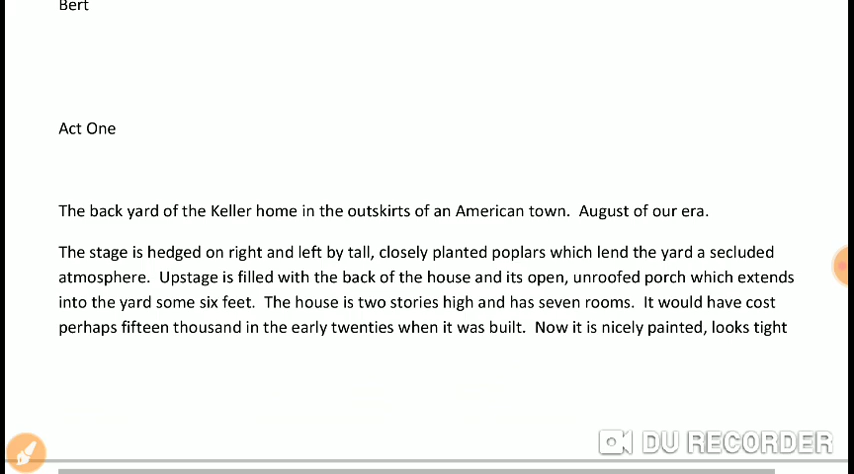 Bert
Act One
The back yard of the Keller home in the outskirts of an American town.  August of our era.
The stage is hedged on right and left by tall, closely planted poplars which lend the yard a secluded
atmosphere.  Upstage is filled with the back of the house and its open, unroofed porch which extends
into the yard some six feet.  The house is two stories high and has seven rooms.  It would have cost
perhaps fifteen thousand in the early twenties when it was built.  Now it is nicely painted, looks tight
DU RECORDER